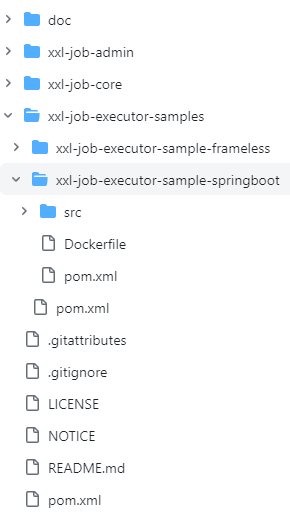 doc
xxl-job-admin
xxl-job-core
xxl-job-executor-samples
xxl-job-executor-sample-frameless
xxl-job-executor-sample-springboot
src
Dockerfile
pom.xml
pom.xml
.gitattributes
.gitignore
LICENSE
NOTICE
README.md
pom.xml